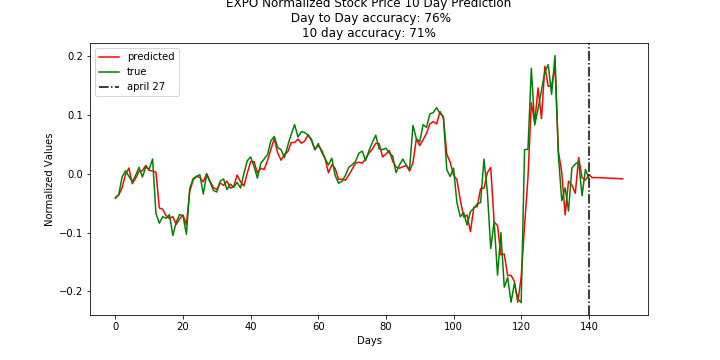 EXPO Normalized Stock Price 10 Day Prediction
Day to Day accuracy: 76%
10 day accuracy: 71%
predicted
true
april 27
Normalized Values
0.2
0.1
0.0
−0.1
−0.2
0
20
40
60
80
100
120
140
Days